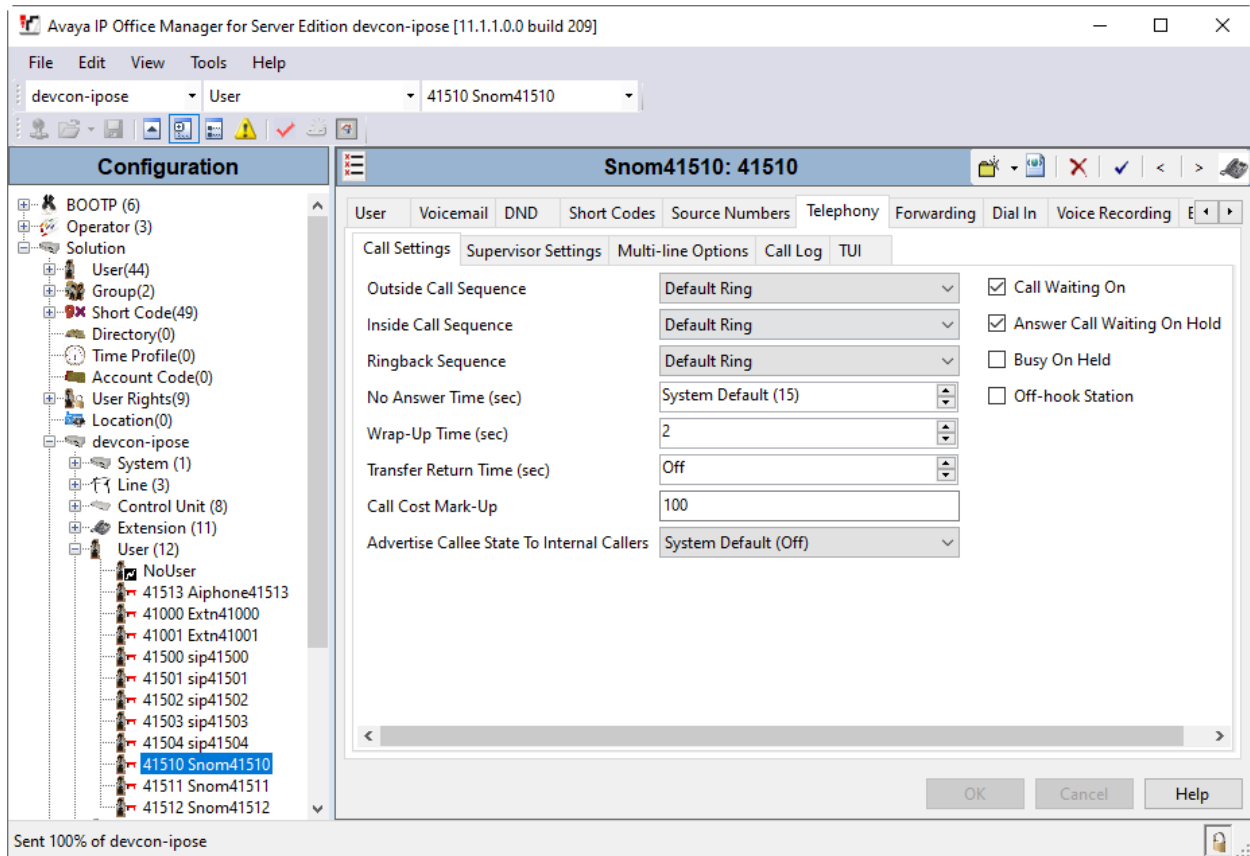 Avaya IP Office Manager for Server Edition devcon-ipose [11.1.1.0.0 build 209]
File Edit View Tools Help
devcon-ipose User 41510 Snom41510
Configuration
BOOTP (6)
Operator (3)
Solution
User(44)
Group(2)
Short Code(49)
Directory(0)
Time Profile(0)
Account Code(0)
User Rights(9)
Location(0)
devcon-ipose
System (1)
Line (3)
Control Unit (8)
Extension (11)
User (12)
NoUser
41513 Aiphone41513
41000 Extn41000
41001 Extn41001
41500 sip41500
41501 sip41501
41502 sip41502
41503 sip41503
41504 sip41504
41510 Snom41510
41511 Snom41511
41512 Snom41512
Snom41510: 41510
User Voicemail DND Short Codes Source Numbers Telephony Forwarding Dial In Voice Recording
Call Settings Supervisor Settings Multi-line Options Call Log TUI
Outside Call Sequence Default Ring Call Waiting On
Inside Call Sequence Default Ring Answer Call Waiting On Hold
Ringback Sequence Default Ring Busy On Held
No Answer Time (sec) System Default (15) Off-hook Station
Wrap-Up Time (sec) 2
Transfer Return Time (sec) Off
Call Cost Mark-Up 100
Advertise Callee State To Internal Callers System Default (Off)
OK Cancel Help
Sent 100% of devcon-ipose